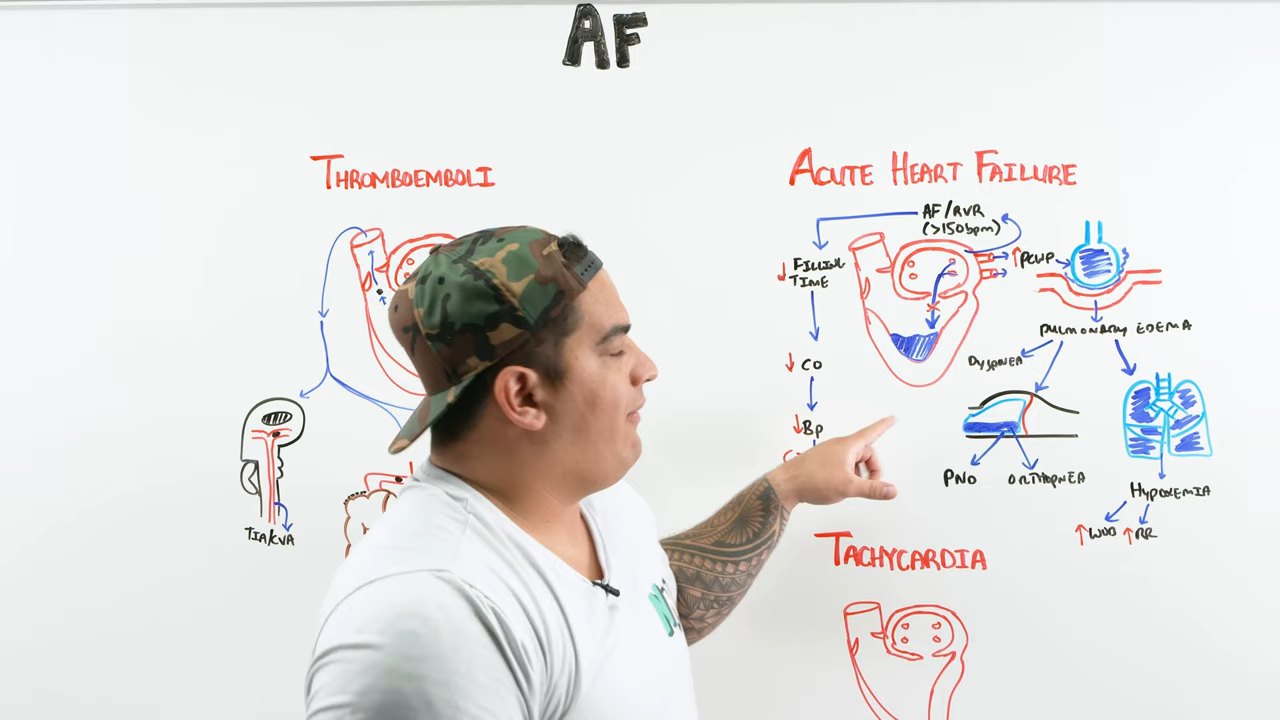 AF
THROMBOEMBOLI
TIA/CVA
ACUTE HEART FAILURE
AF/RVR
(>150bpm)
↓ FILLING
TIME
↓ CO
↓ BP
↑ PCWP
PULMONARY EDEMA
DYSPNEA
PND
ORTHOPNEA
HYPOXEMIA
↑ WOB ↑ RR
TACHYCARDIA